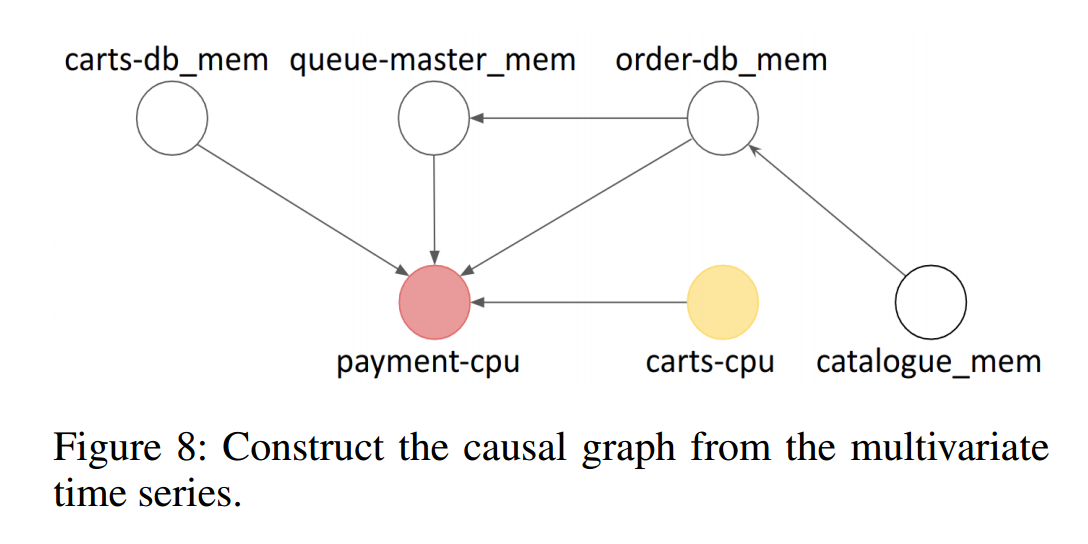 carts-db_mem queue-master_mem order-db_mem
payment-cpu carts-cpu catalogue_mem
Figure 8: Construct the causal graph from the multivariate
time series.